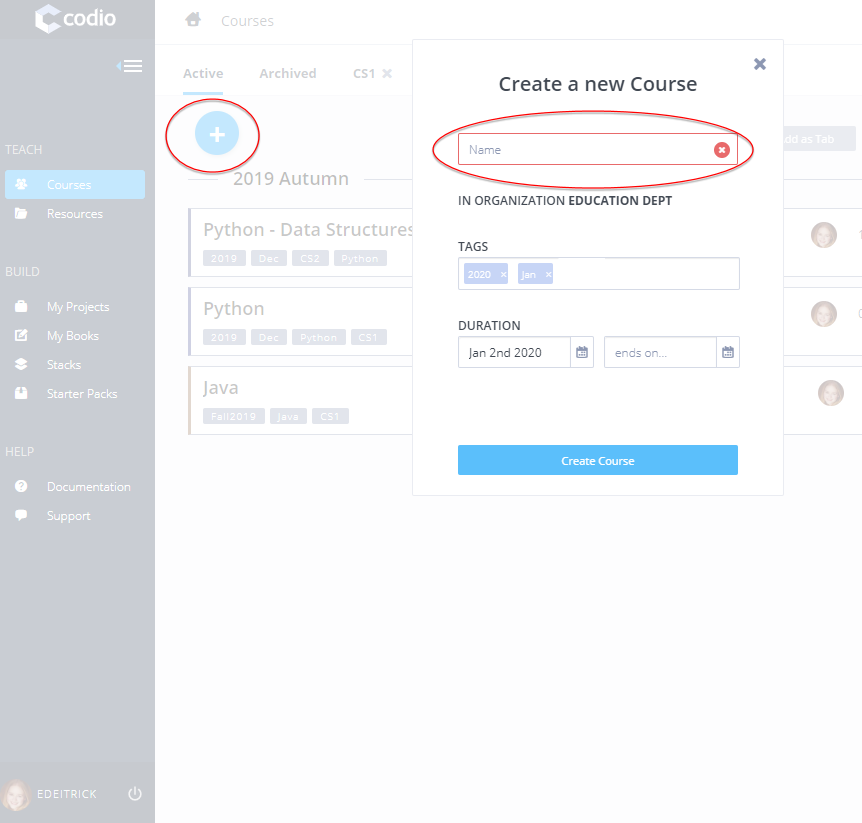 codio
Courses
Active
Archived
CS1
Add as Tab
TEACH
Courses
Resources
BUILD
My Projects
My Books
Stacks
Starter Packs
HELP
Documentation
Support
EDEITRICK
2019 Autumn
Python - Data Structures
2019 Dec CS2 Python
Python
2019 Dec Python CS1
Java
Fall2019 Java CS1
Create a new Course
Name
IN ORGANIZATION EDUCATION DEPT
TAGS
2020 × Jan ×
DURATION
Jan 2nd 2020 ends on...
Create Course